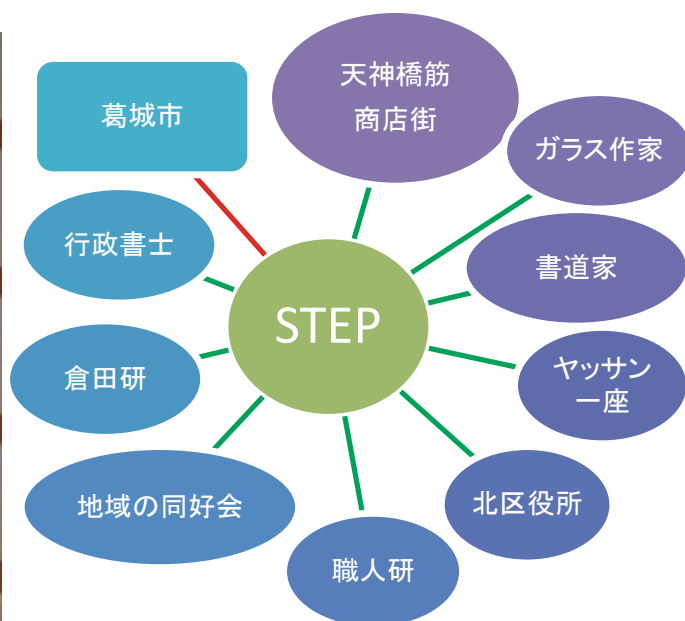 天神橋筋
商店街
葛城市
ガラス作家
行政書士
書道家
STEP
倉田研
ヤッサン
一座
地域の同好会
北区役所
職人研